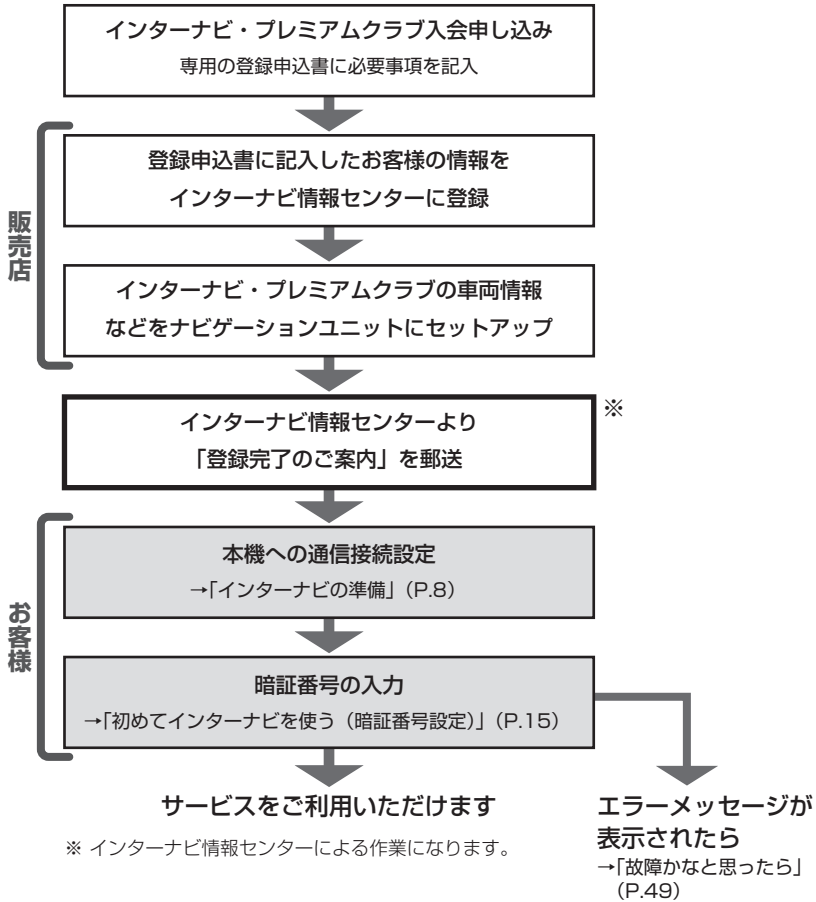 インターナビ・プレミアムクラブ入会申し込み
専用の登録申込書に必要事項を記入
販売店
登録申込書に記入したお客様の情報を
インターナビ情報センターに登録
インターナビ・プレミアムクラブの車両情報
などをナビゲーションユニットにセットアップ
インターナビ情報センターより
「登録完了のご案内」を郵送
※
お客様
本機への通信接続設定
→「インターナビの準備」（P.8）
暗証番号の入力
→「初めてインターナビを使う（暗証番号設定）」（P.15）
サービスをご利用いただけます
※ インターナビ情報センターによる作業になります。
エラーメッセージが
表示されたら
→「故障かなと思ったら」
（P.49）